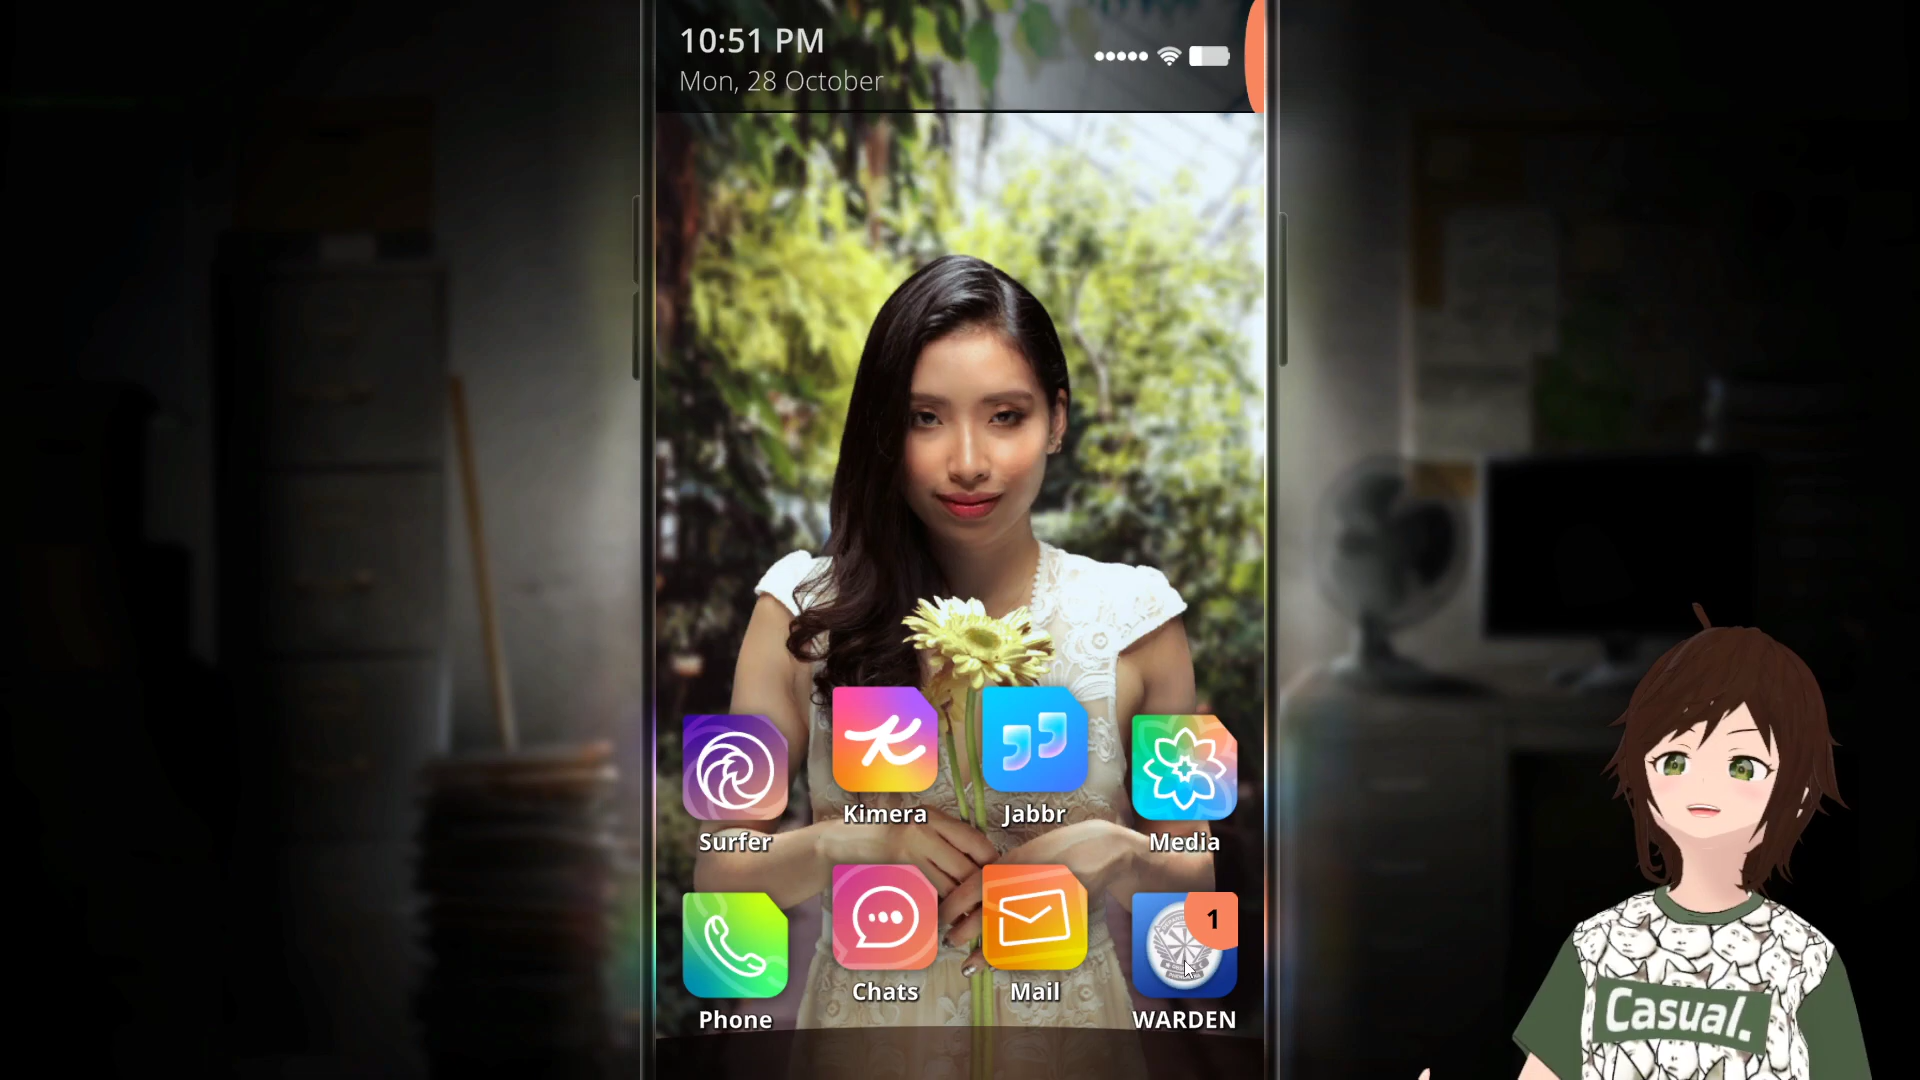 10:51 PM
Mon, 28 October
Surfer
Kimera
Jabbr
Media
Phone
Chats
Mail
1
WARDEN
Casual.